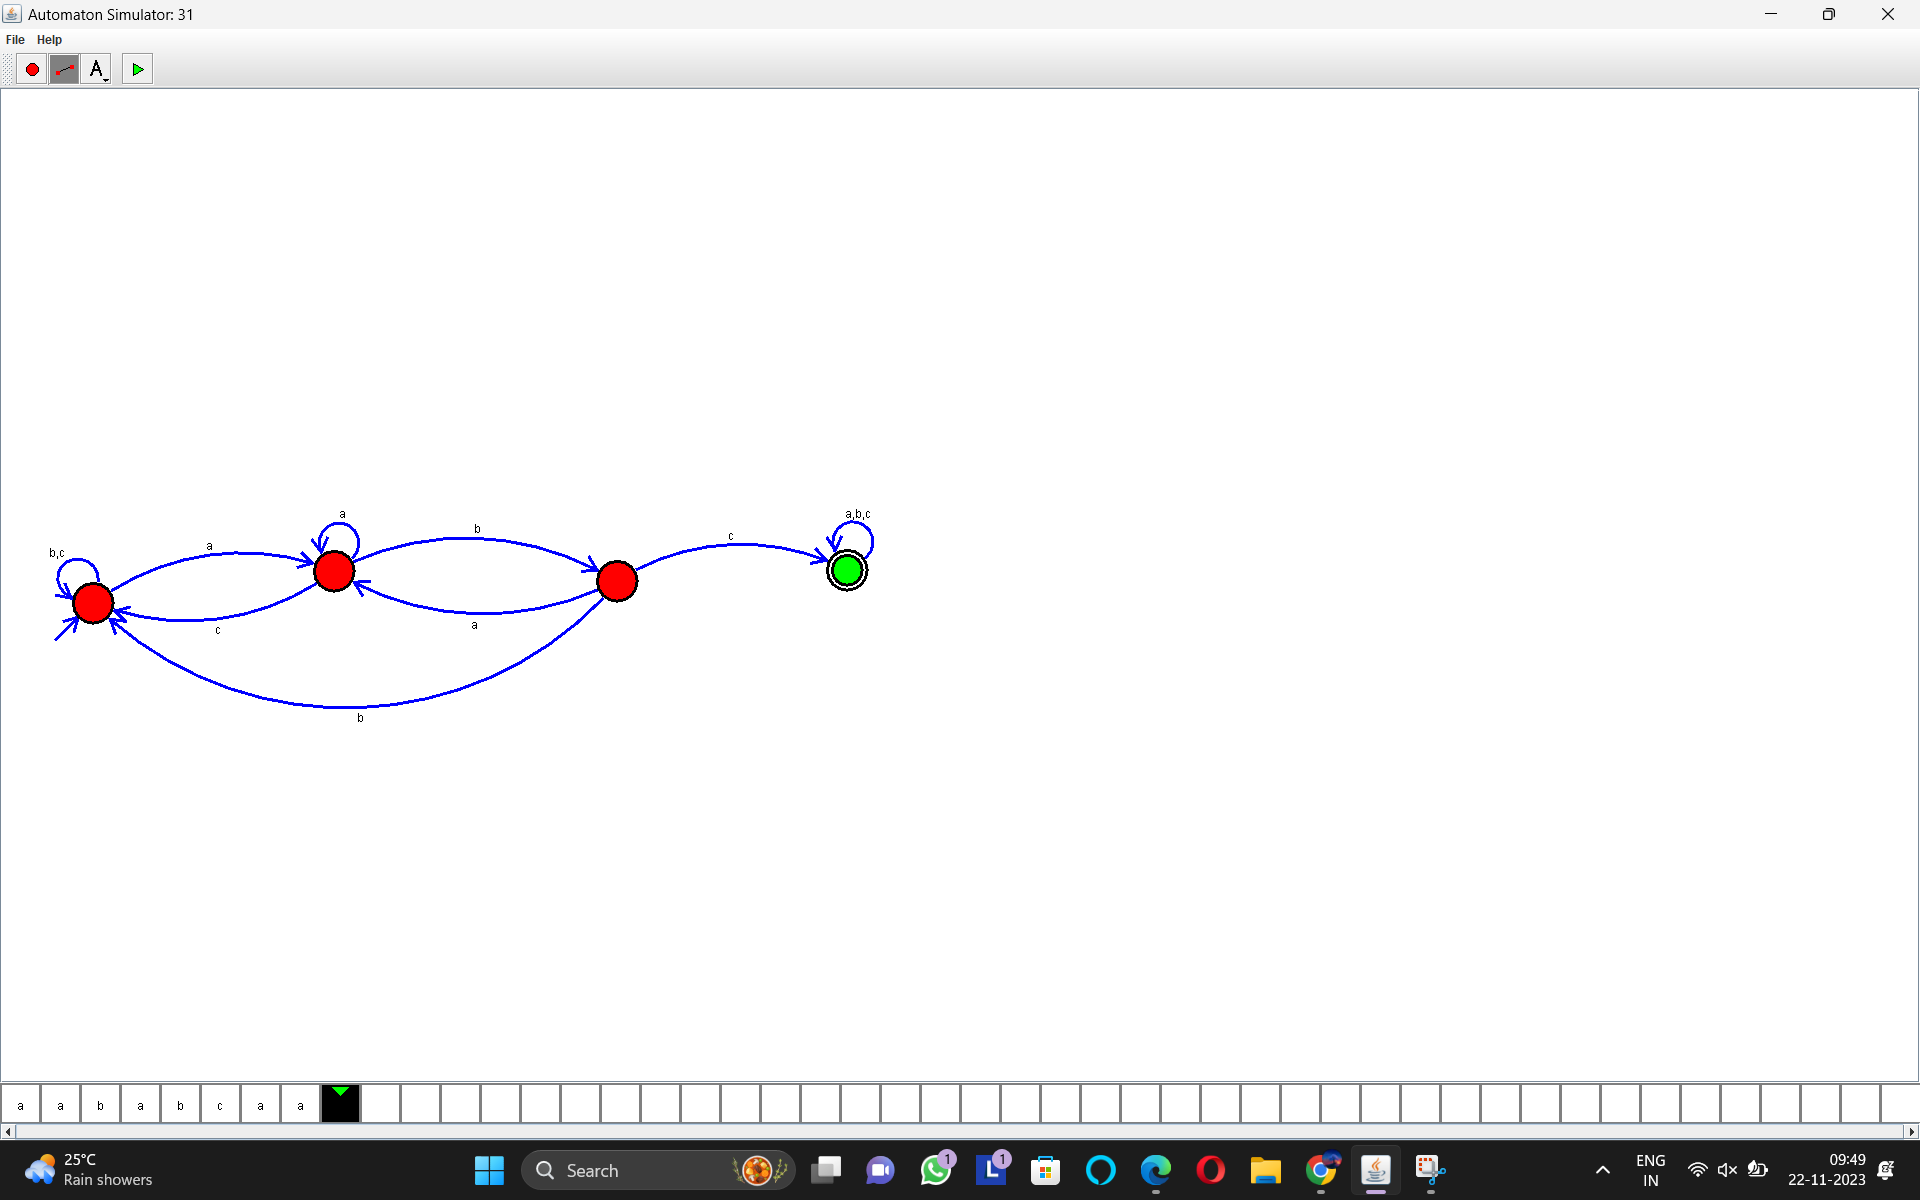 Automaton Simulator: 31
File Help
A
a
b
a,b,c
c
a
b,c
c
a
b
a a b a b c a a
25°C
Rain showers
Search
1
L
1
ENG
IN
09:49
22-11-2023